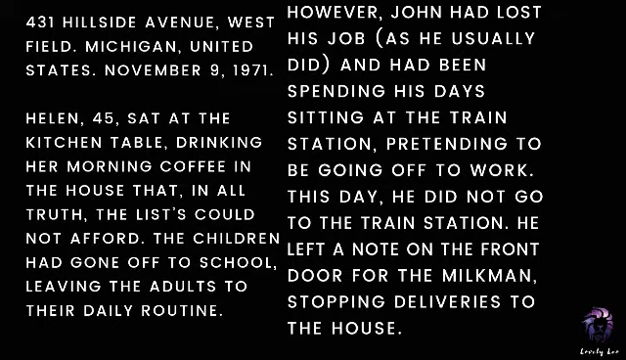 431 HILLSIDE AVENUE, WEST
FIELD. MICHIGAN, UNITED
STATES. NOVEMBER 9, 1971.
HELEN, 45, SAT AT THE
KITCHEN TABLE, DRINKING
HER MORNING COFFEE IN
THE HOUSE THAT, IN ALL
TRUTH, THE LIST'S COULD
NOT AFFORD. THE CHILDREN
HAD GONE OFF TO SCHOOL,
LEAVING THE ADULTS TO
THEIR DAILY ROUTINE.
HOWEVER, JOHN HAD LOST
HIS JOB (AS HE USUALLY
DID) AND HAD BEEN
SPENDING HIS DAYS
SITTING AT THE TRAIN
STATION, PRETENDING TO
BE GOING OFF TO WORK.
THIS DAY, HE DID NOT GO
TO THE TRAIN STATION. HE
LEFT A NOTE ON THE FRONT
DOOR FOR THE MILKMAN,
STOPPING DELIVERIES TO
THE HOUSE.
Lovely Leo